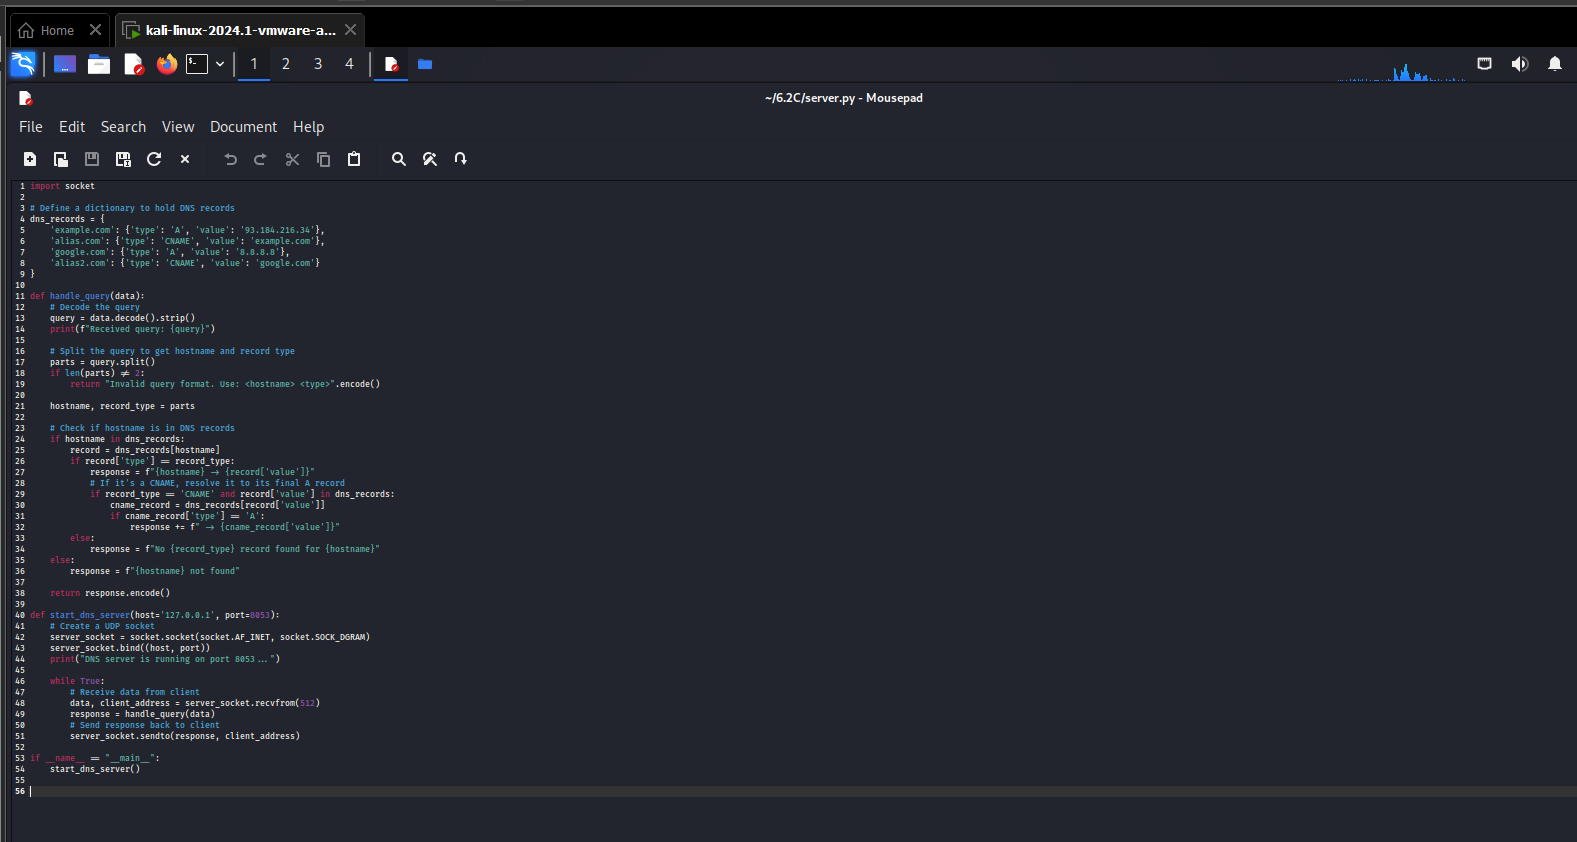 Home
kali-linux-2024.1-vmware-a...
1 2 3 4
~/6.2C/server.py - Mousepad
File Edit Search View Document Help
1 import socket
2
3 # Define a dictionary to hold DNS records
4 dns_records = {
5     'example.com': {'type': 'A', 'value': '93.184.216.34'},
6     'alias.com': {'type': 'CNAME', 'value': 'example.com'},
7     'google.com': {'type': 'A', 'value': '8.8.8.8'},
8     'alias2.com': {'type': 'CNAME', 'value': 'google.com'}
9 }
10
11 def handle_query(data):
12     # Decode the query
13     query = data.decode().strip()
14     print(f"Received query: {query}")
15
16     # Split the query to get hostname and record type
17     parts = query.split()
18     if len(parts) ≠ 2:
19         return "Invalid query format. Use: <hostname> <type>".encode()
20
21     hostname, record_type = parts
22
23     # Check if hostname is in DNS records
24     if hostname in dns_records:
25         record = dns_records[hostname]
26         if record['type'] == record_type:
27             response = f"{hostname} → {record['value']}"
28             # If it's a CNAME, resolve it to its final A record
29             if record_type == 'CNAME' and record['value'] in dns_records:
30                 cname_record = dns_records[record['value']]
31                 if cname_record['type'] == 'A':
32                     response += f" → {cname_record['value']}"
33         else:
34             response = f"No {record_type} record found for {hostname}"
35     else:
36         response = f"{hostname} not found"
37
38     return response.encode()
39
40 def start_dns_server(host='127.0.0.1', port=8053):
41     # Create a UDP socket
42     server_socket = socket.socket(socket.AF_INET, socket.SOCK_DGRAM)
43     server_socket.bind((host, port))
44     print("DNS server is running on port 8053...")
45
46     while True:
47         # Receive data from client
48         data, client_address = server_socket.recvfrom(512)
49         response = handle_query(data)
50         # Send response back to client
51         server_socket.sendto(response, client_address)
52
53 if __name__ == "__main__":
54     start_dns_server()
55
56